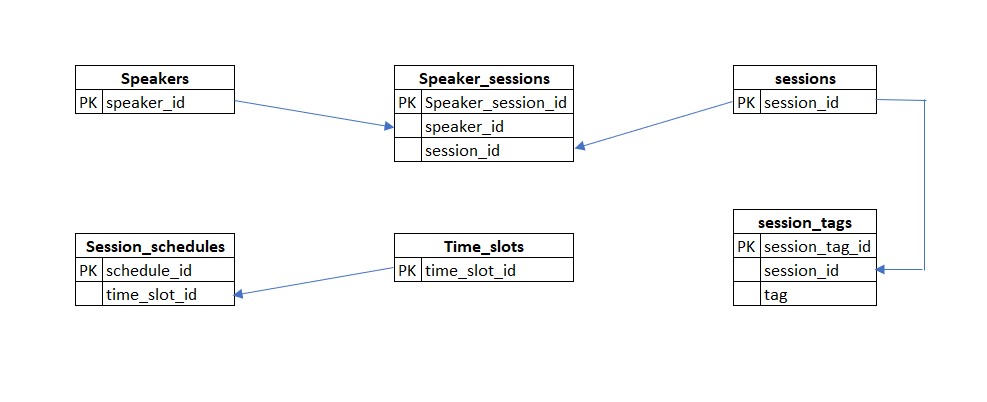 Speakers
PK speaker_id
Speaker_sessions
PK Speaker_session_id
speaker_id
session_id
sessions
PK session_id
Session_schedules
PK schedule_id
time_slot_id
Time_slots
PK time_slot_id
session_tags
PK session_tag_id
session_id
tag